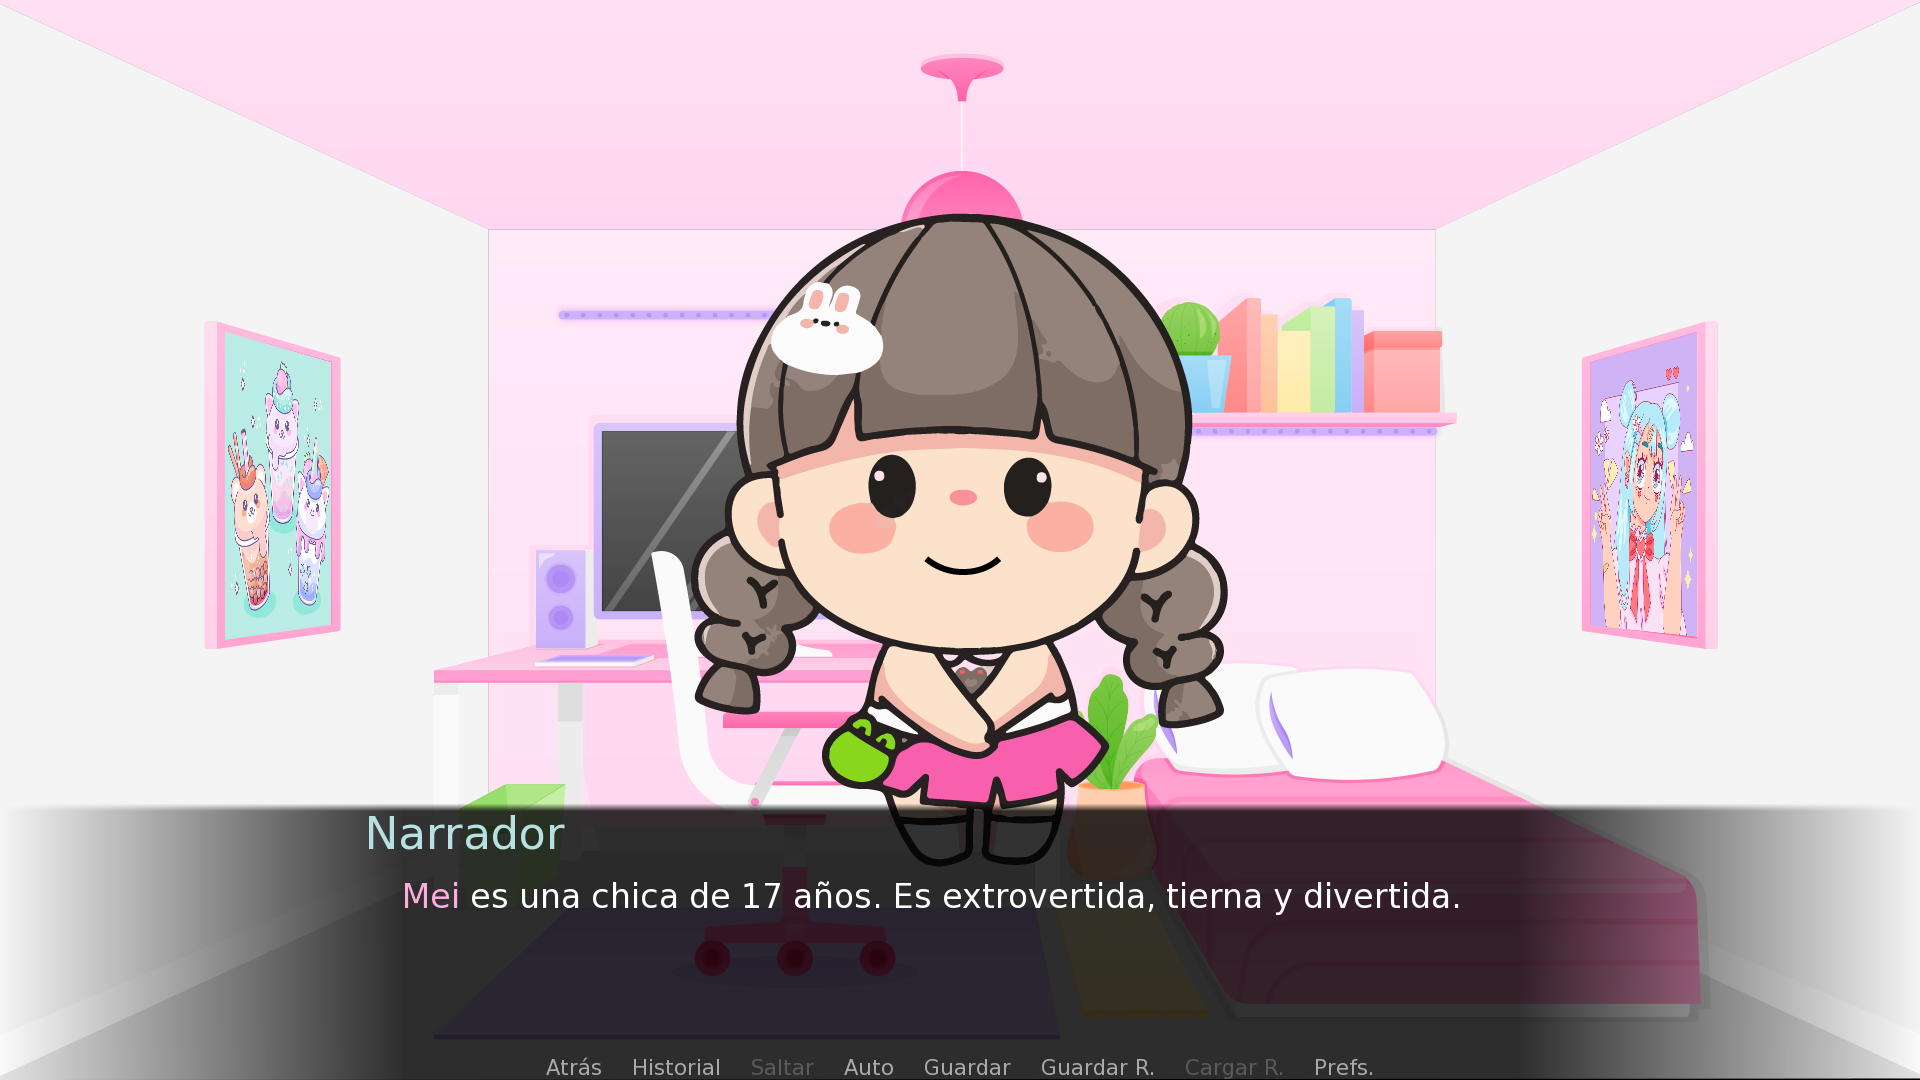 Narrador
Mei es una chica de 17 años. Es extrovertida, tierna y divertida.
Atrás Historial Saltar Auto Guardar Guardar R. Cargar R. Prefs.